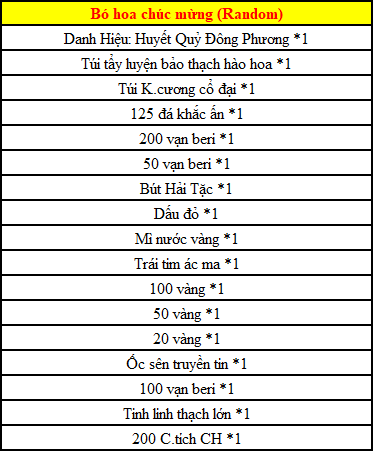 Bó hoa chúc mừng (Random)
Danh Hiệu: Huyết Quỷ Đông Phương *1
Túi tẩy luyện bảo thạch hào hoa *1
Túi K.cương cổ đại *1
125 đá khắc ấn *1
200 vạn beri *1
50 vạn beri *1
Bút Hải Tặc *1
Dấu đỏ *1
Mì nước vàng *1
Trái tim ác ma *1
100 vàng *1
50 vàng *1
20 vàng *1
Ốc sên truyền tin *1
100 vạn beri *1
Tinh linh thạch lớn *1
200 C.tích CH *1